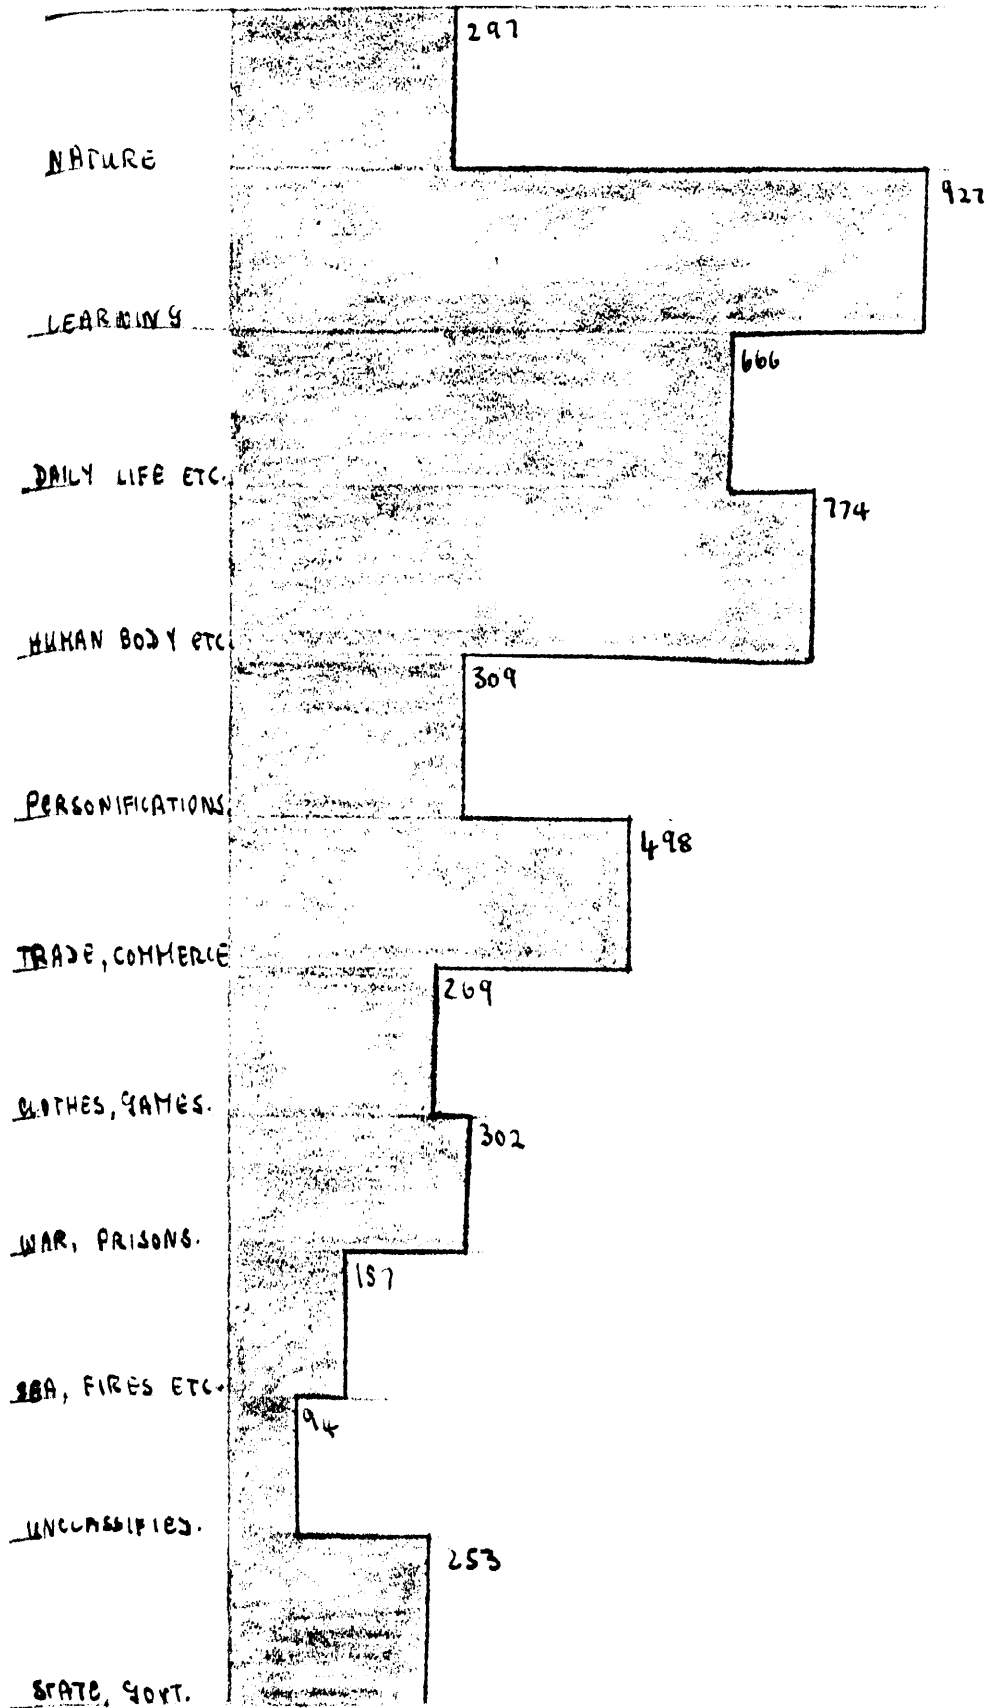 297
NATURE
927
LEARNING
666
DAILY LIFE ETC.
774
HUMAN BODY ETC.
309
PERSONIFICATIONS.
498
TRADE, COMMERCE
269
CLOTHES, GAMES.
302
WAR, PRISONS.
157
SEA, FIRES ETC.
94
UNCLASSIFIED.
253
STATE, GOVT.